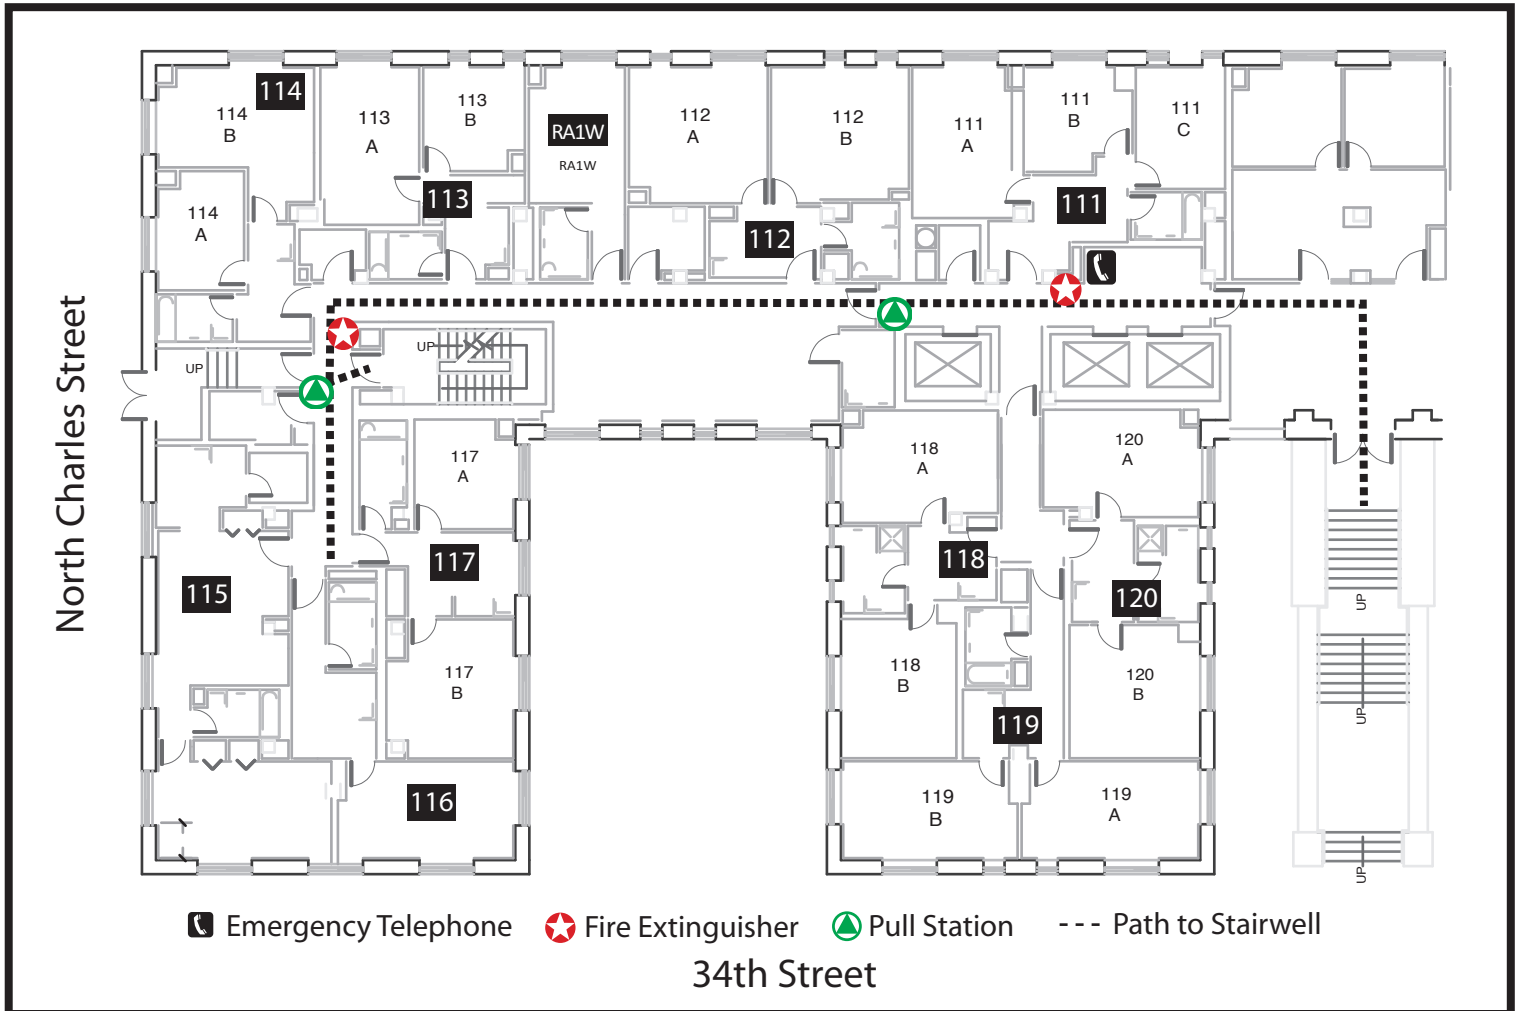 114
114
B
113
A
113
B
RA1W
RA1W
112
A
112
B
111
A
111
B
111
C
114
A
113
112
111
UP
UP
117
A
118
A
120
A
115
117
118
120
117
B
118
B
120
B
119
116
119
B
119
A
UP
UP
UP
North Charles Street
Emergency Telephone
Fire Extinguisher
Pull Station
--- Path to Stairwell
34th Street